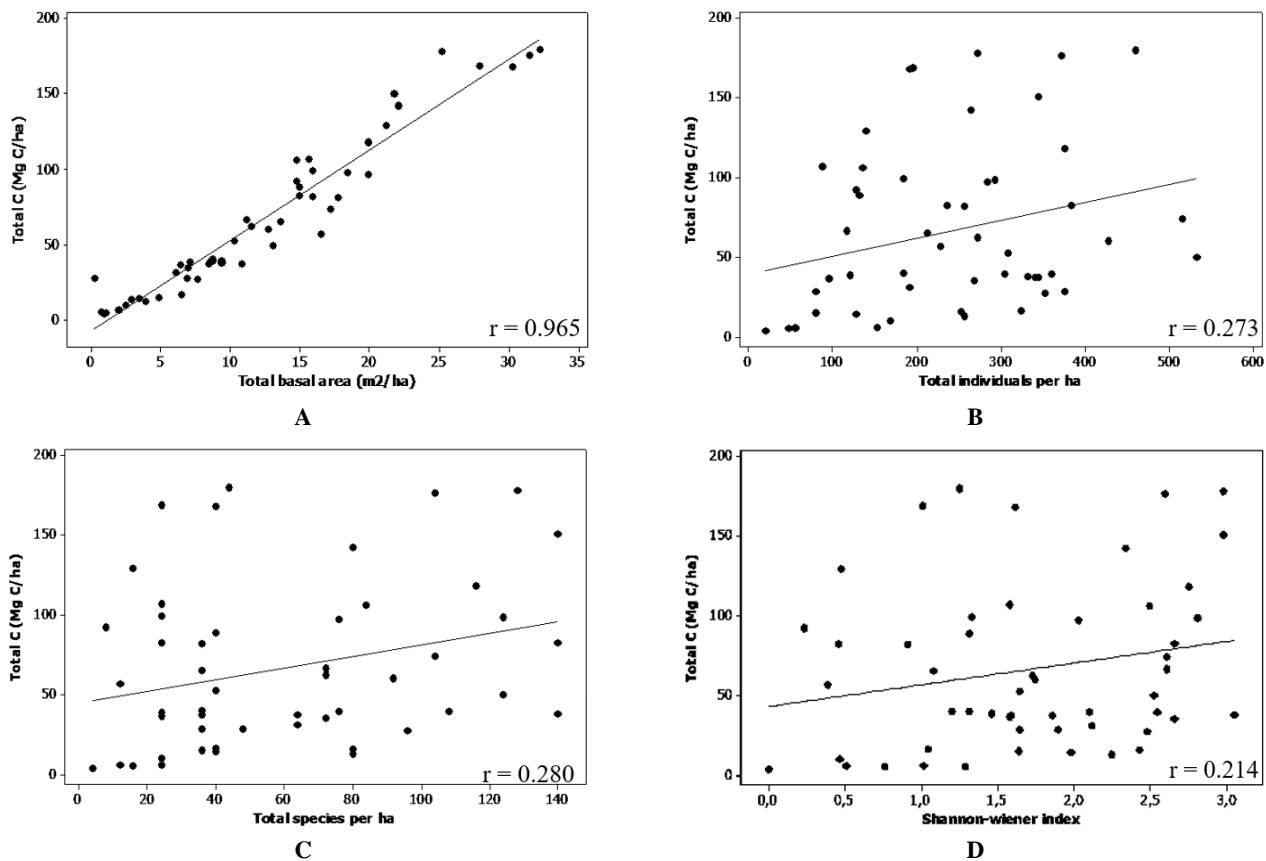 200
150
100
50
0
Total C (Mg C/ha)
r = 0.965
0 5 10 15 20 25 30 35
Total basal area (m2/ha)
A
200
150
100
50
0
Total C (Mg C/ha)
r = 0.273
0 100 200 300 400 500 600
Total individuals per ha
B
200
150
100
50
0
Total C (Mg C/ha)
r = 0.280
0 20 40 60 80 100 120 140
Total species per ha
C
200
150
100
50
0
Total C (Mg C/ha)
r = 0.214
0,0 0,5 1,0 1,5 2,0 2,5 3,0
Shannon-wiener index
D